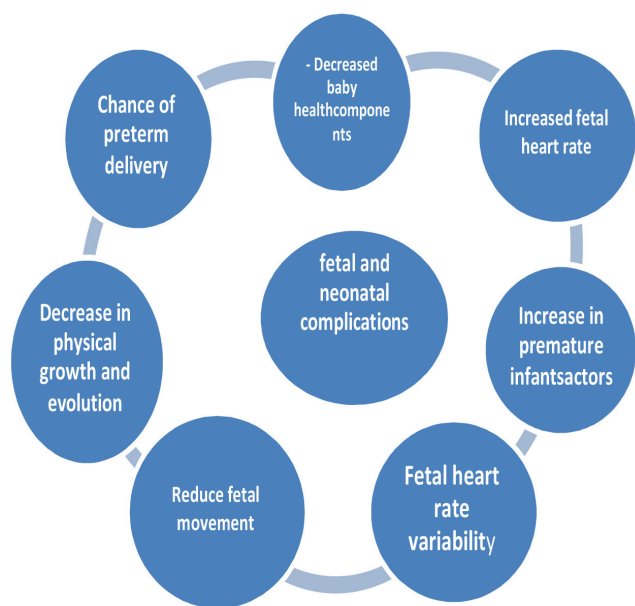 - Decreased
baby
healthcompone
nts
Increased fetal
heart rate
Increase in
premature
infantsactors
Fetal heart
rate
variability
Reduce fetal
movement
Decrease in
physical
growth and
evolution
Chance of
preterm
delivery
fetal and
neonatal
complications